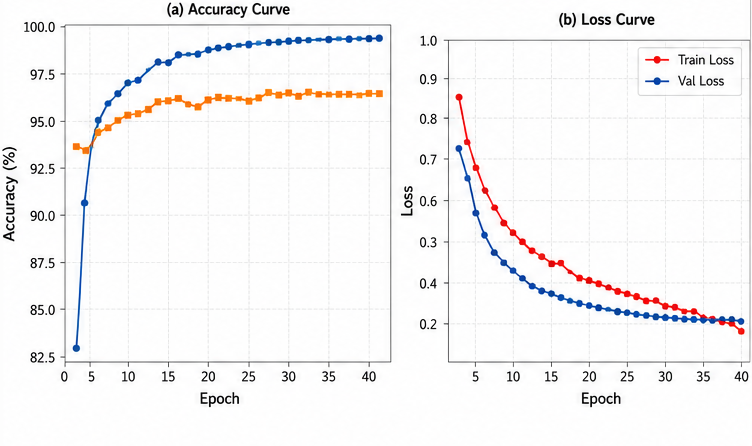 (a) Accuracy Curve
100.0
97.5
95.0
92.5
90.0
87.5
85.0
82.5
Accuracy (%)
0 5 10 15 20 25 30 35 40
Epoch
(b) Loss Curve
1.0
0.9
0.8
0.7
0.6
0.3
0.4
0.2
Loss
Train Loss
Val Loss
5 10 15 20 25 30 35 40
Epoch